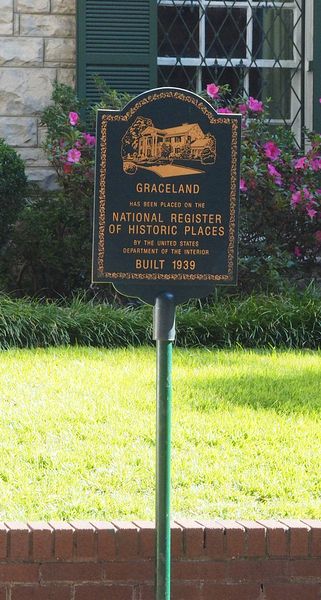 GRACELAND
HAS BEEN PLACED ON THE
NATIONAL REGISTER
OF HISTORIC PLACES
BY THE UNITED STATES
DEPARTMENT OF THE INTERIOR
BUILT 1939